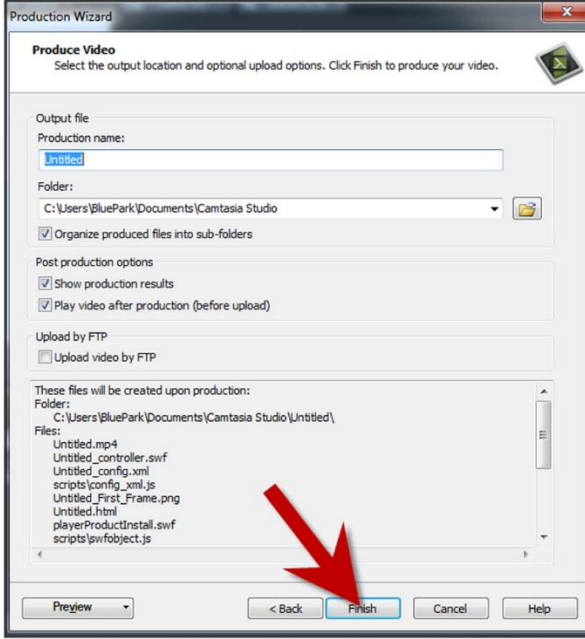 Production Wizard
Produce Video
Select the output location and optional upload options. Click Finish to produce your video.
Output file
Production name:
Untitled
Folder:
C:\Users\BluePark\Documents\Camtasia Studio
Organize produced files into sub-folders
Post production options
Show production results
Play video after production (before upload)
Upload by FTP
Upload video by FTP
These files will be created upon production:
Folder:
C:\Users\BluePark\Documents\Camtasia Studio\Untitled\
Files:
Untitled.mp4
Untitled_controller.swf
Untitled_config.xml
scripts\config_xml.js
Untitled_First_Frame.png
Untitled.html
playerProductInstall.swf
scripts\swfobject.js
Preview < Back Finish Cancel Help